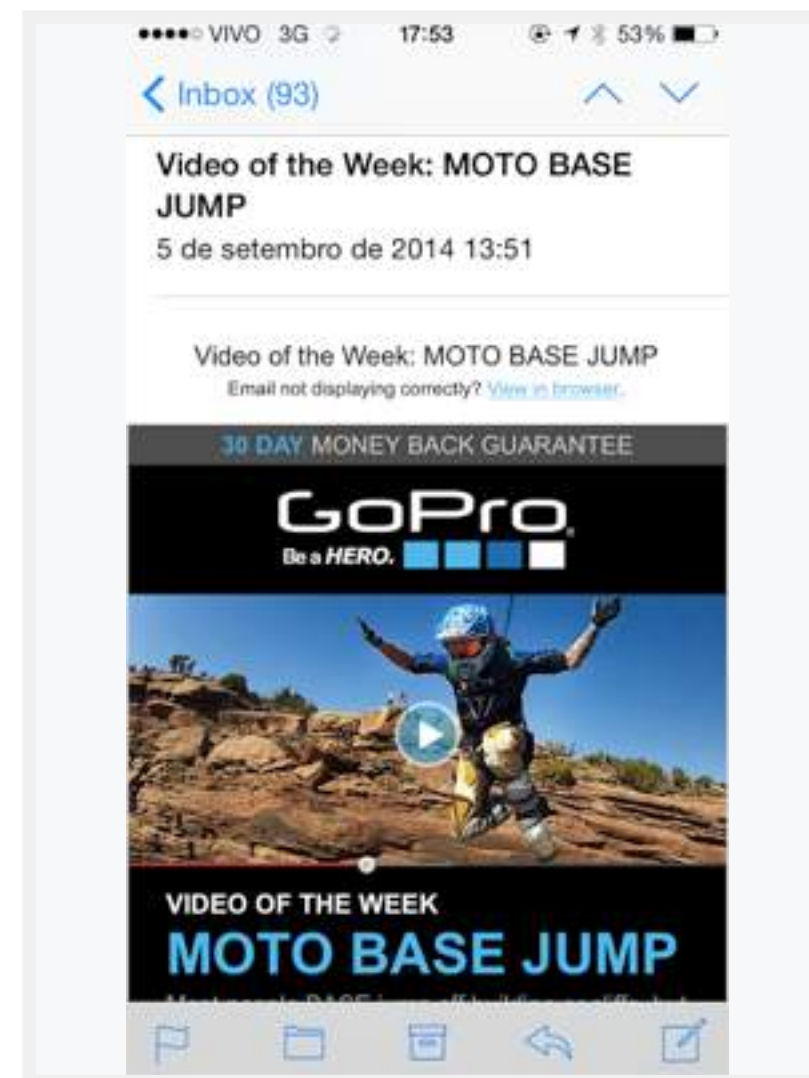 VIVO 3G 17:53 53%
Inbox (93)
Video of the Week: MOTO BASE
JUMP
5 de setembro de 2014 13:51
Video of the Week: MOTO BASE JUMP
Email not displaying correctly? View in browser.
30 DAY MONEY BACK GUARANTEE
GoPro
Be a HERO.
VIDEO OF THE WEEK
MOTO BASE JUMP